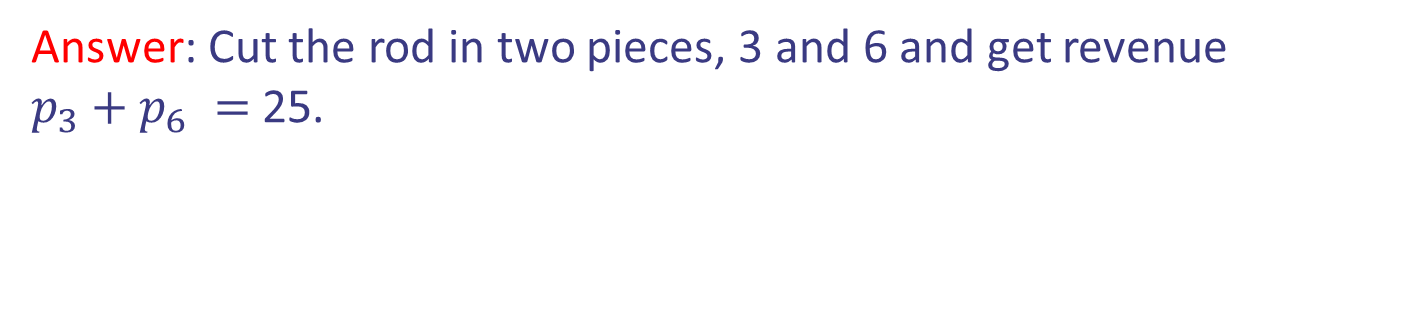 Answer: Cut the rod in two pieces, 3 and 6 and get revenue
𝑝₃ + 𝑝₆ = 25.